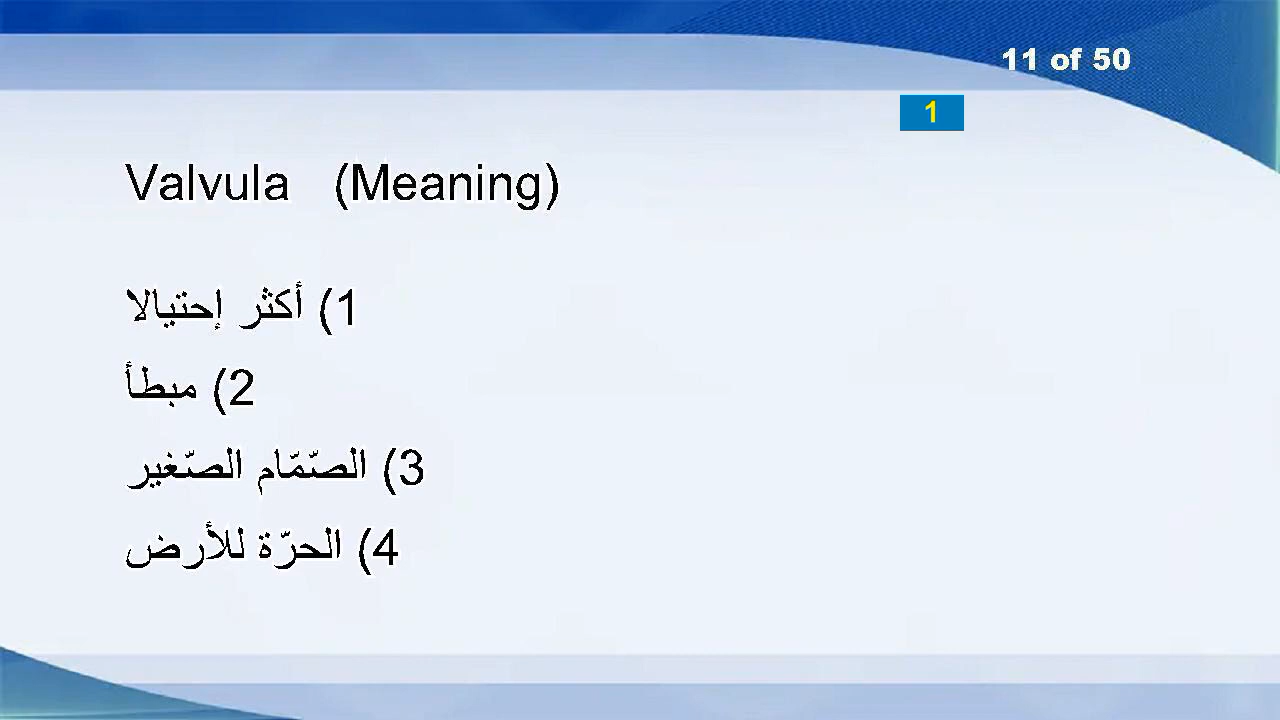 11 of 50
1
Valvula (Meaning)
1) أكثر إحتيالا
2) مبطأ
3) الصّمّام الصّغير
4) الحرّة للأرض